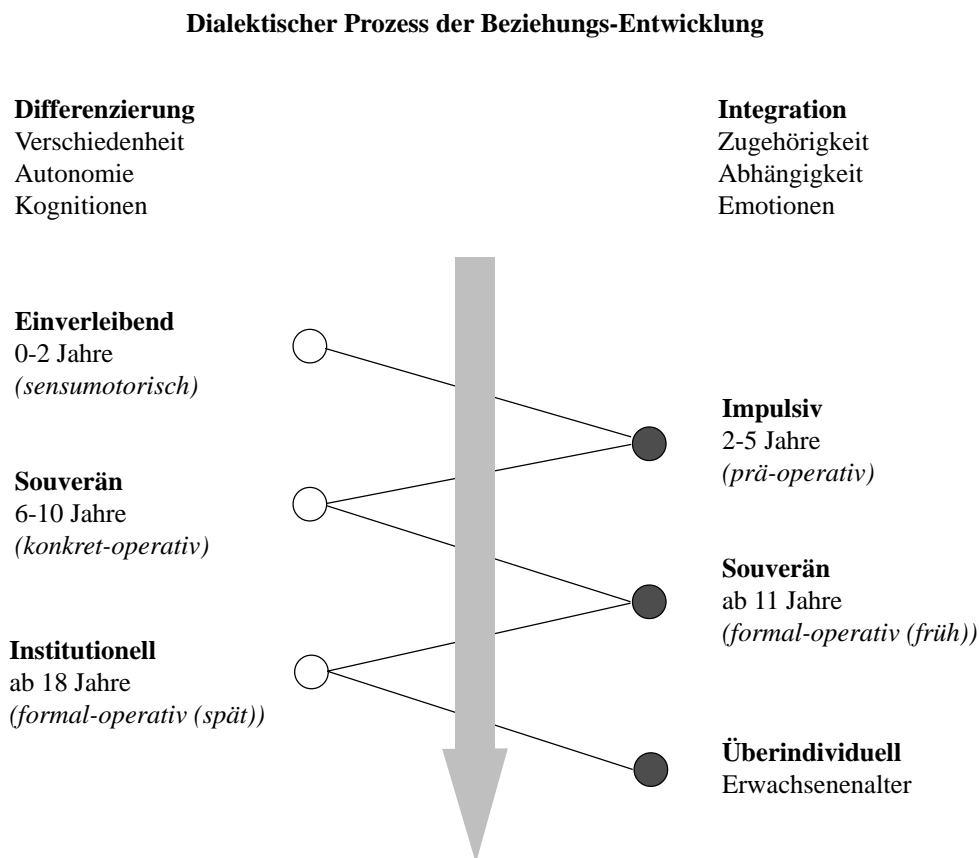 Dialektischer Prozess der Beziehungs-Entwicklung
Differenzierung
Verschiedenheit
Autonomie
Kognitionen
Integration
Zugehörigkeit
Abhängigkeit
Emotionen
Einverleibend
0-2 Jahre
(sensumotorisch)
Impulsiv
2-5 Jahre
(prä-operativ)
Souverän
6-10 Jahre
(konkret-operativ)
Souverän
ab 11 Jahre
(formal-operativ (früh))
Institutionell
ab 18 Jahre
(formal-operativ (spät))
Überindividuell
Erwachsenenalter